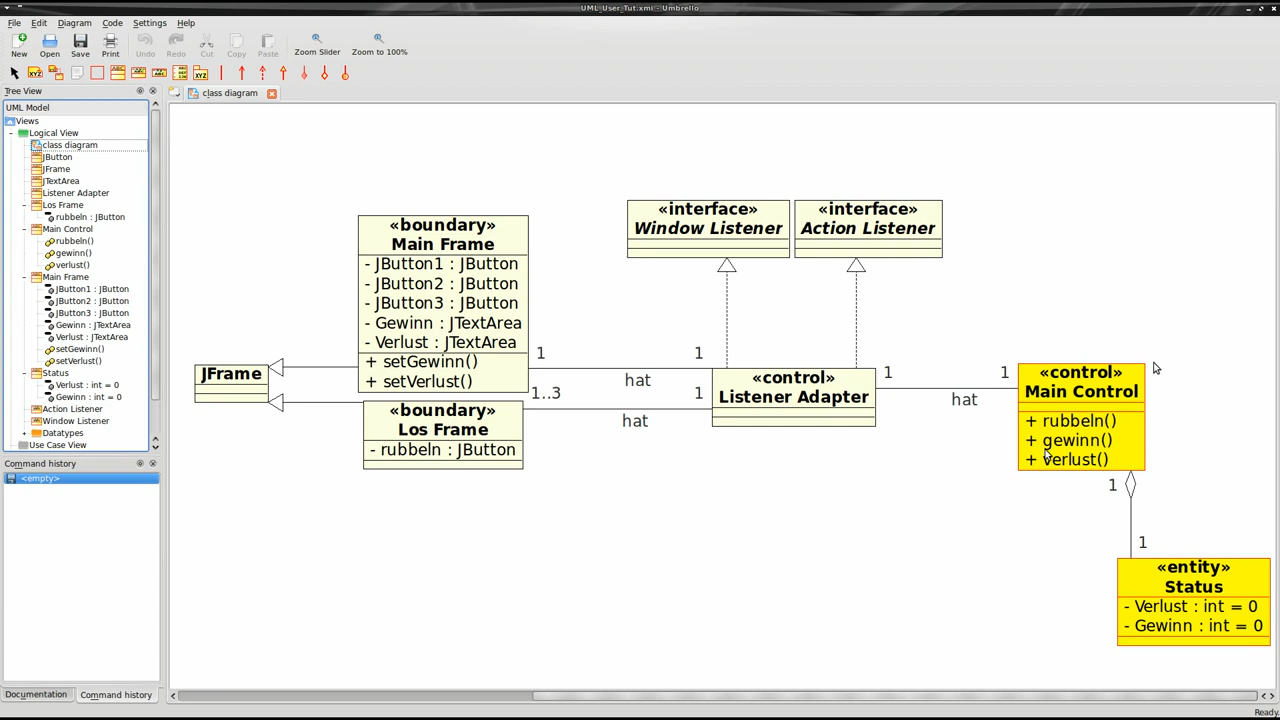 UML_User_Tut.xmi - Umbrello
File Edit Diagram Code Settings Help
New Open Save Print Undo Redo Cut Copy Paste Zoom Slider Zoom to 100%
Tree View
class diagram
UML Model
Views
Logical View
class diagram
JButton
JFrame
JTextArea
Listener Adapter
Los Frame
rubbeln : JButton
Main Control
rubbeln()
gewinn()
verlust()
Main Frame
JButton1 : JButton
JButton2 : JButton
JButton3 : JButton
Gewinn : JTextArea
Verlust : JTextArea
setGewinn()
setVerlust()
Status
Verlust : int = 0
Gewinn : int = 0
Action Listener
Window Listener
Datatypes
Use Case View
Command history
<empty>
Documentation Command history
«boundary»
Main Frame
- JButton1 : JButton
- JButton2 : JButton
- JButton3 : JButton
- Gewinn : JTextArea
- Verlust : JTextArea
+ setGewinn()
+ setVerlust()
JFrame
«boundary»
Los Frame
- rubbeln : JButton
1 1
hat
1..3 1
hat
«interface»
Window Listener
«interface»
Action Listener
«control»
Listener Adapter
1 1
hat
«control»
Main Control
+ rubbeln()
+ gewinn()
+ verlust()
1
1
«entity»
Status
- Verlust : int = 0
- Gewinn : int = 0
Ready.